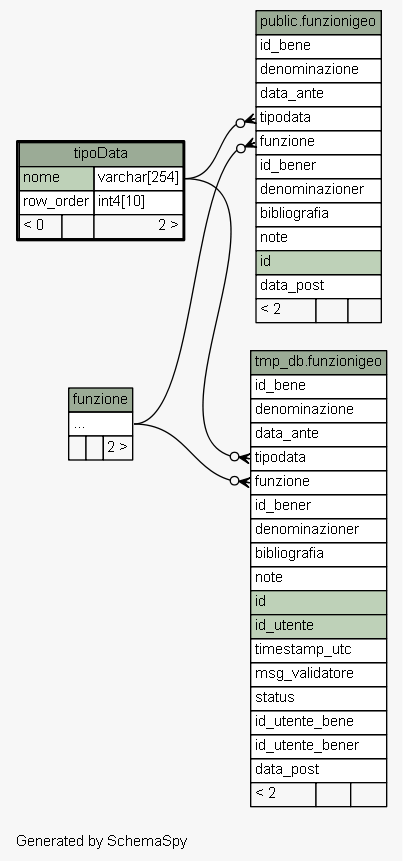 public.funzionigeo
id_bene
denominazione
data_ante
tipodata
funzione
id_bener
denominazioner
bibliografia
note
id
data_post
< 2
tipoData
nome varchar[254]
row_order int4[10]
< 0 2 >
funzione
...
2 >
tmp_db.funzionigeo
id_bene
denominazione
data_ante
tipodata
funzione
id_bener
denominazioner
bibliografia
note
id
id_utente
timestamp_utc
msg_validatore
status
id_utente_bene
id_utente_bener
data_post
< 2
Generated by SchemaSpy